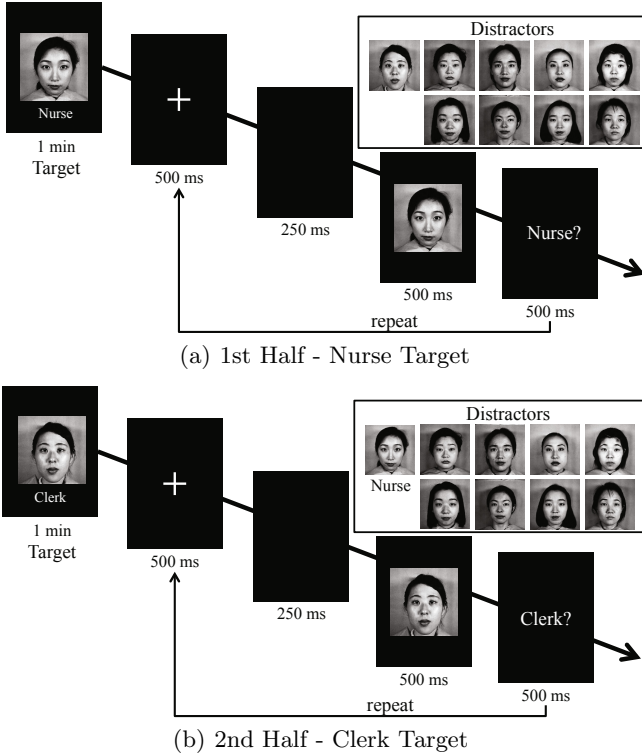 Distractors
Nurse
1 min
Target
500 ms
250 ms
500 ms
Nurse?
500 ms
repeat
(a) 1st Half - Nurse Target
Distractors
Nurse
Clerk
1 min
Target
500 ms
250 ms
500 ms
Clerk?
500 ms
repeat
(b) 2nd Half - Clerk Target